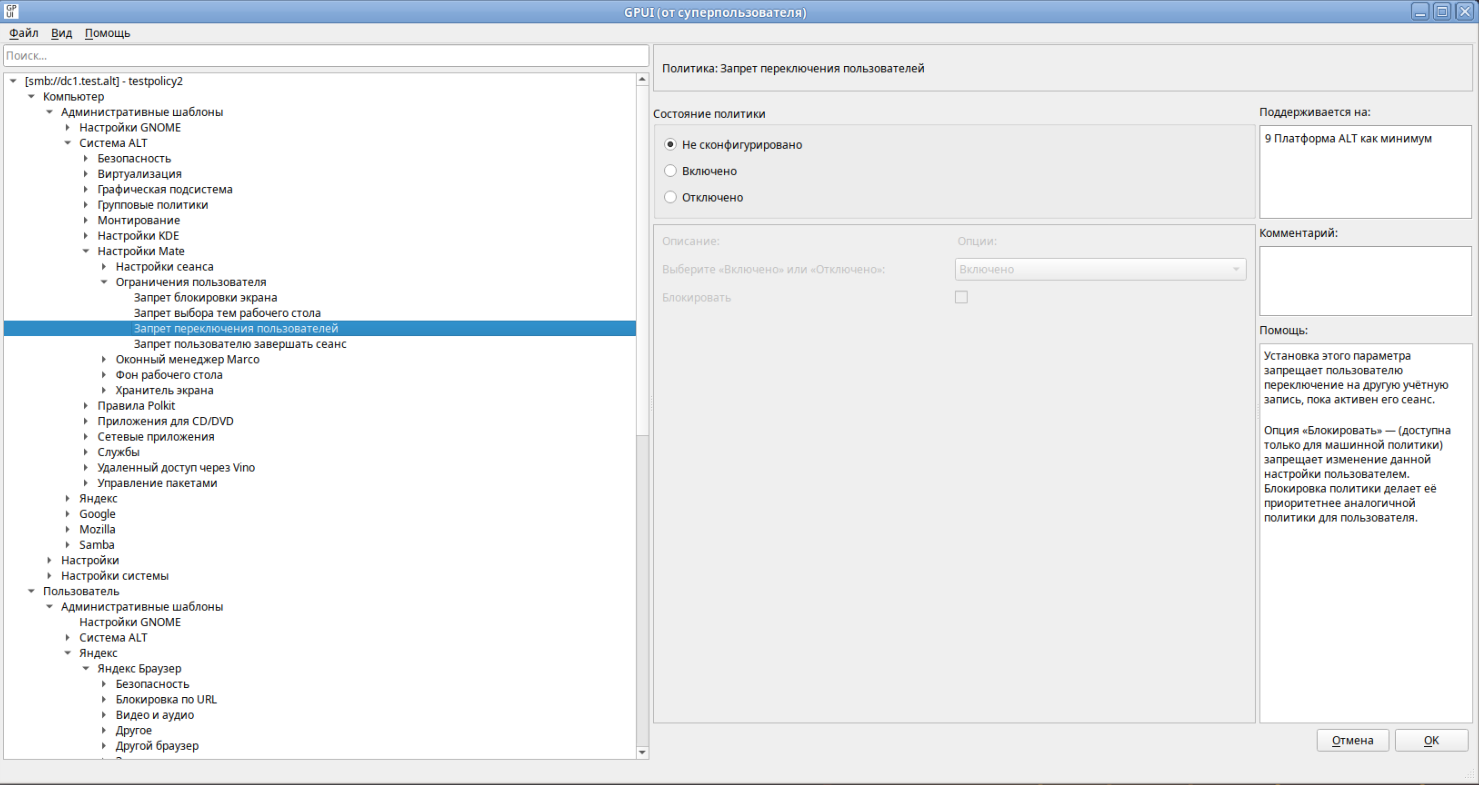 GP
UI
GPUI (от суперпользователя)
Файл Вид Помощь
Поиск...
[smb://dc1.test.alt] - testpolicy2
Компьютер
Административные шаблоны
Настройки GNOME
Система ALT
Безопасность
Виртуализация
Графическая подсистема
Групповые политики
Монтирование
Настройки KDE
Настройки Mate
Настройки сеанса
Ограничения пользователя
Запрет блокировки экрана
Запрет выбора тем рабочего стола
Запрет переключения пользователей
Запрет пользователю завершать сеанс
Оконный менеджер Marco
Фон рабочего стола
Хранитель экрана
Правила Polkit
Приложения для CD/DVD
Сетевые приложения
Службы
Удаленный доступ через Vino
Управление пакетами
Яндекс
Google
Mozilla
Samba
Настройки
Настройки системы
Пользователь
Административные шаблоны
Настройки GNOME
Система ALT
Яндекс
Яндекс Браузер
Безопасность
Блокировка по URL
Видео и аудио
Другое
Другой браузер
Политика: Запрет переключения пользователей
Состояние политики
Не сконфигурировано
Включено
Отключено
Описание: Опции:
Выберите «Включено» или «Отключено»: Включено
Блокировать
Поддерживается на:
9 Платформа ALT как минимум
Комментарий:
Помощь:
Установка этого параметра
запрещает пользователю
переключение на другую учётную
запись, пока активен его сеанс.
Опция «Блокировать» — (доступна
только для машинной политики)
запрещает изменение данной
настройки пользователем.
Блокировка политики делает её
приоритетнее аналогичной
политики для пользователя.
Отмена OK